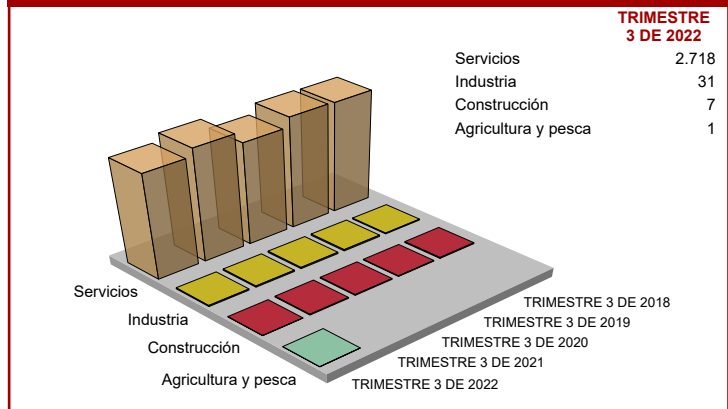 TRIMESTRE
3 DE 2022
Servicios 2.718
Industria 31
Construcción 7
Agricultura y pesca 1
Servicios
Industria
Construcción
Agricultura y pesca
TRIMESTRE 3 DE 2018
TRIMESTRE 3 DE 2019
TRIMESTRE 3 DE 2020
TRIMESTRE 3 DE 2021
TRIMESTRE 3 DE 2022